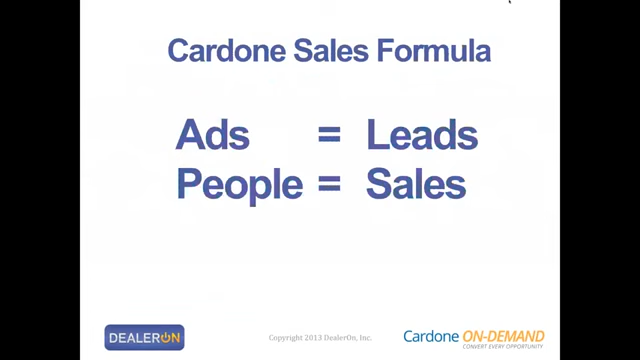 Cardone Sales Formula
Ads = Leads
People = Sales
DEALERON
Copyright 2013 DealerOn, Inc.
Cardone ON-DEMAND
CONVERT EVERY OPPORTUNITY